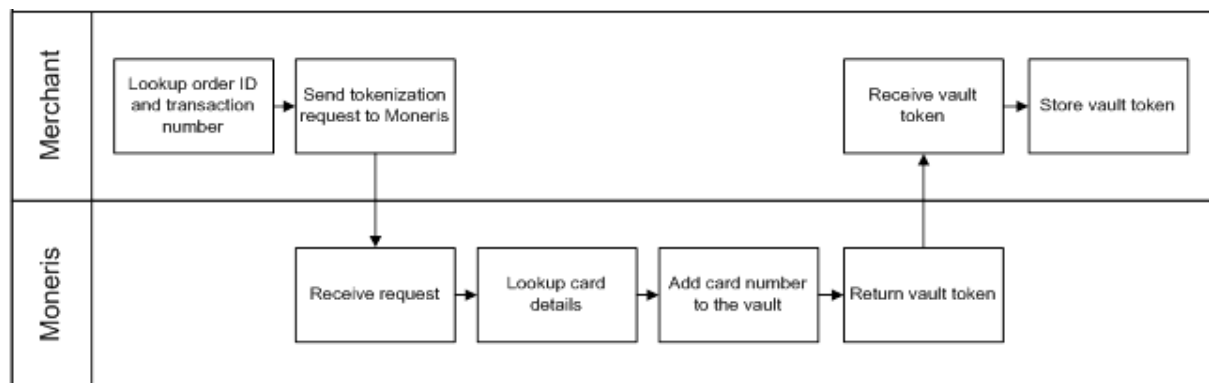 Merchant
Lookup order ID
and transaction
number
Send tokenization
request to Moneris
Receive vault
token
Store vault token
Moneris
Receive request
Lookup card
details
Add card number
to the vault
Return vault token